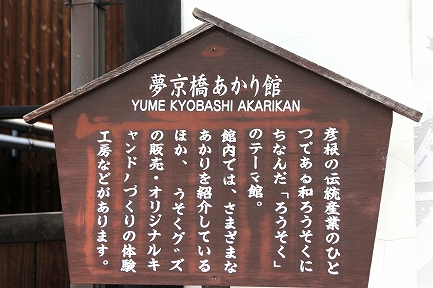 夢京橋あかり館
YUME KYOBASHI AKARIKAN
彦根の伝統産業のひと
つである和ろうそくに
ちなんだ「ろうそく」
のテーマ館。
館内では、さまざまな
あかりを紹介している
ほか、 うそくグズ
の販売・オリジナルキ
ャンドノづくりの体験
工房などがあります。